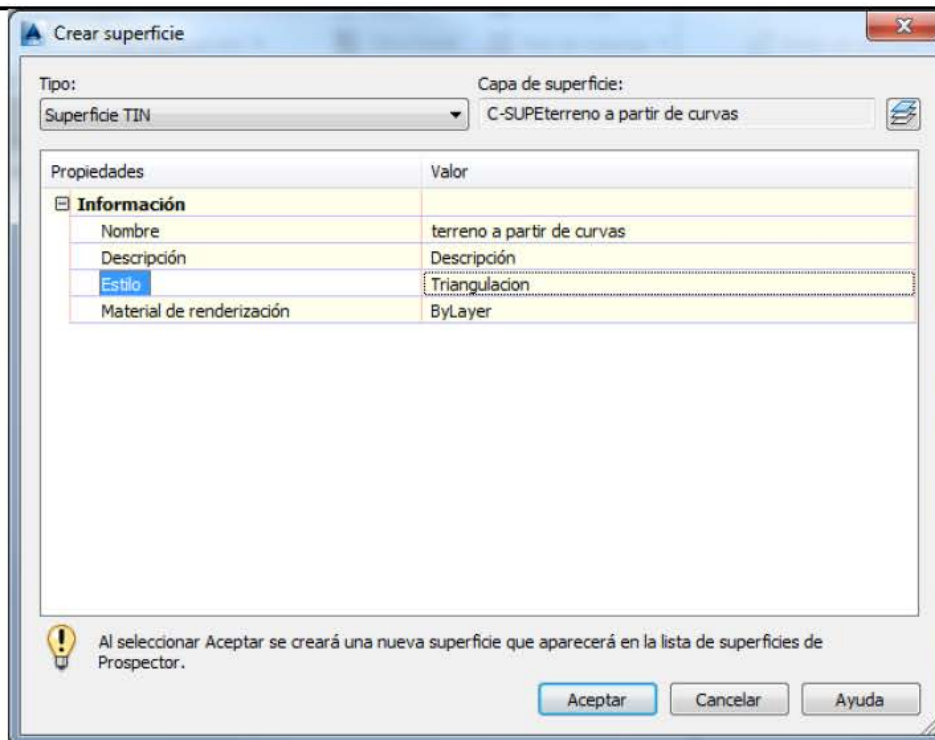 Crear superficie
Tipo:
Capa de superficie:
Superficie TIN
C-SUPEterreno a partir de curvas
Propiedades Valor
Información
Nombre terreno a partir de curvas
Descripción Descripción
Estilo Triangulacion
Material de renderización ByLayer
Al seleccionar Aceptar se creará una nueva superficie que aparecerá en la lista de superficies de
Prospector.
Aceptar Cancelar Ayuda